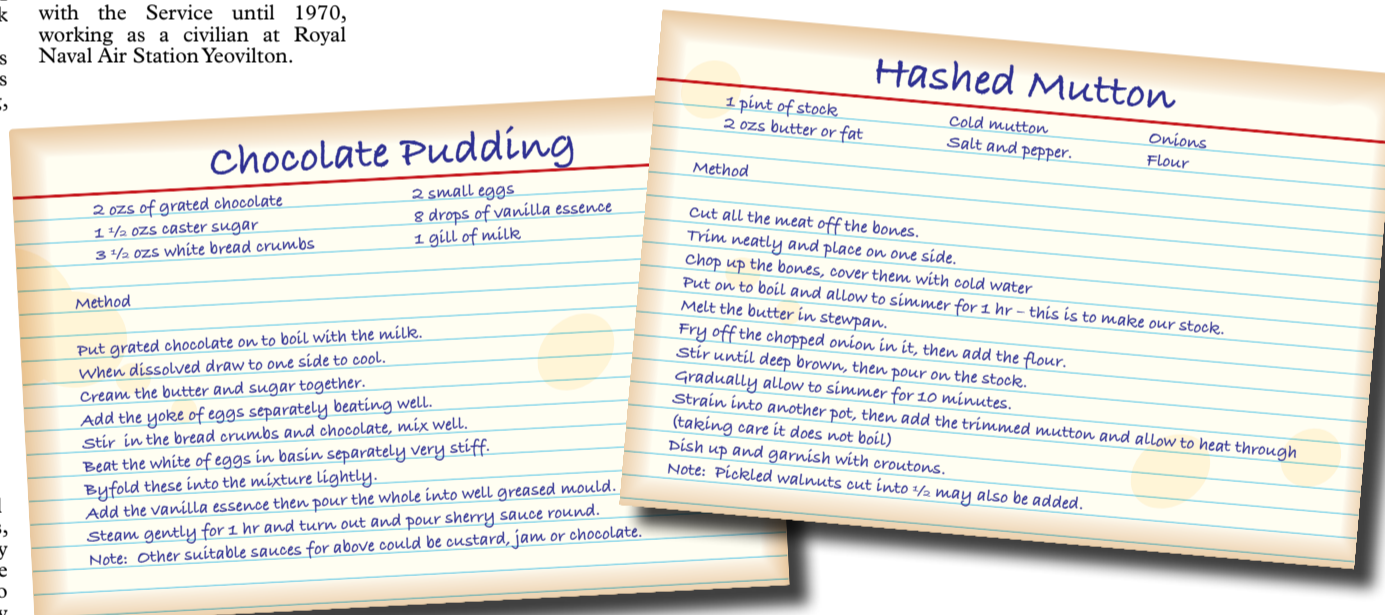 with the Service until 1970,
working as a civilian at Royal
Naval Air Station Yeovilton.
Chocolate Pudding
2 ozs of grated chocolate
1 1/2 ozs caster sugar
3 1/2 ozs white bread crumbs
2 small eggs
8 drops of vanilla essence
1 gill of milk
Method
Put grated chocolate on to boil with the milk.
When dissolved draw to one side to cool.
Cream the butter and sugar together.
Add the yoke of eggs separately beating well.
Stir in the bread crumbs and chocolate, mix well.
Beat the white of eggs in basin separately very stiff.
Byfold these into the mixture lightly.
Add the vanilla essence then pour the whole into well greased mould.
Steam gently for 1 hr and turn out and pour sherry sauce round.
Note: Other suitable sauces for above could be custard, jam or chocolate.
Hashed Mutton
1 pint of stock
2 ozs butter or fat
Cold mutton
Salt and pepper.
Onions
Flour
Method
Cut all the meat off the bones.
Trim neatly and place on one side.
Chop up the bones, cover them with cold water
Put on to boil and allow to simmer for 1 hr – this is to make our stock.
Melt the butter in stewpan.
Fry off the chopped onion in it, then add the flour.
Stir until deep brown, then pour on the stock.
Gradually allow to simmer for 10 minutes.
Strain into another pot, then add the trimmed mutton and allow to heat through
(taking care it does not boil)
Dish up and garnish with croutons.
Note: Pickled walnuts cut into 1/2 may also be added.